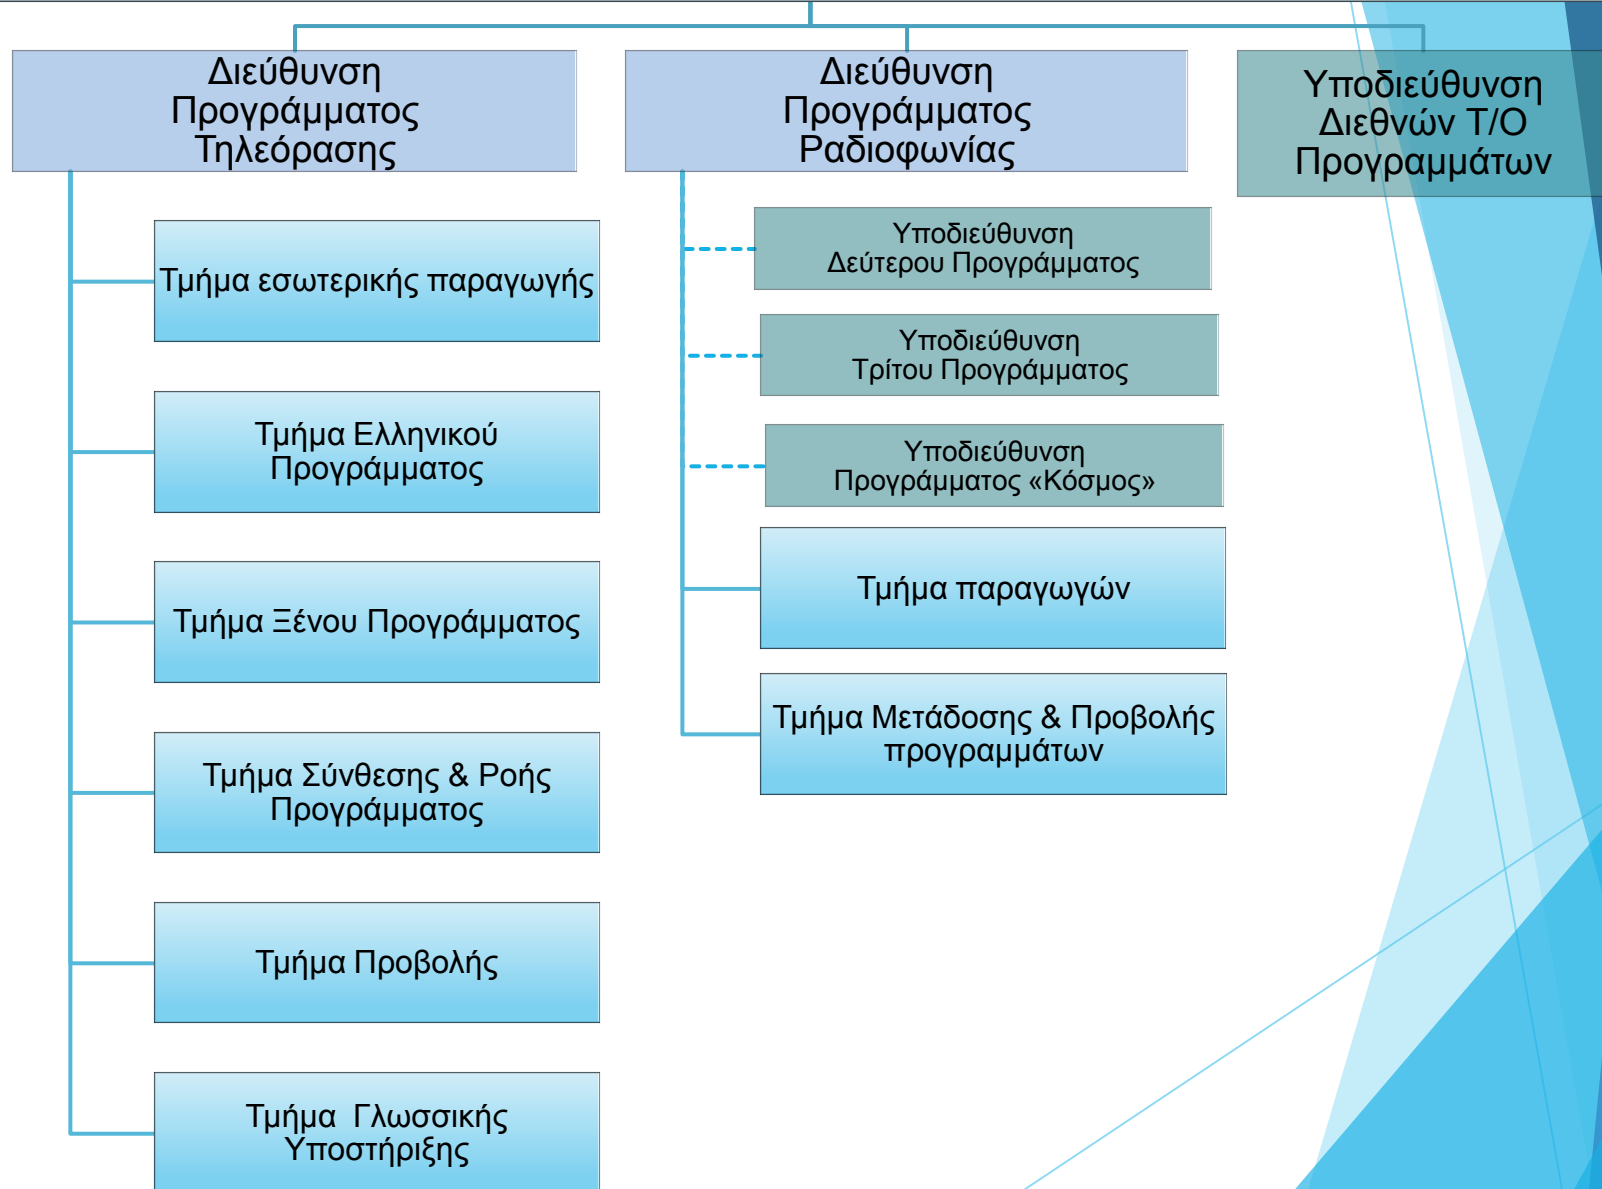 Διεύθυνση
Προγράμματος
Τηλεόρασης
Τμήμα εσωτερικής παραγωγής
Τμήμα Ελληνικού
Προγράμματος
Τμήμα Ξένου Προγράμματος
Τμήμα Σύνθεσης & Ροής
Προγράμματος
Τμήμα Προβολής
Τμήμα  Γλωσσικής
Υποστήριξης
Διεύθυνση
Προγράμματος
Ραδιοφωνίας
Υποδιεύθυνση
Δεύτερου Προγράμματος
Υποδιεύθυνση
Τρίτου Προγράμματος
Υποδιεύθυνση
Προγράμματος «Κόσμος»
Τμήμα παραγωγών
Τμήμα Μετάδοσης & Προβολής
προγραμμάτων
Υποδιεύθυνση
Διεθνών Τ/Ο
Προγραμμάτων